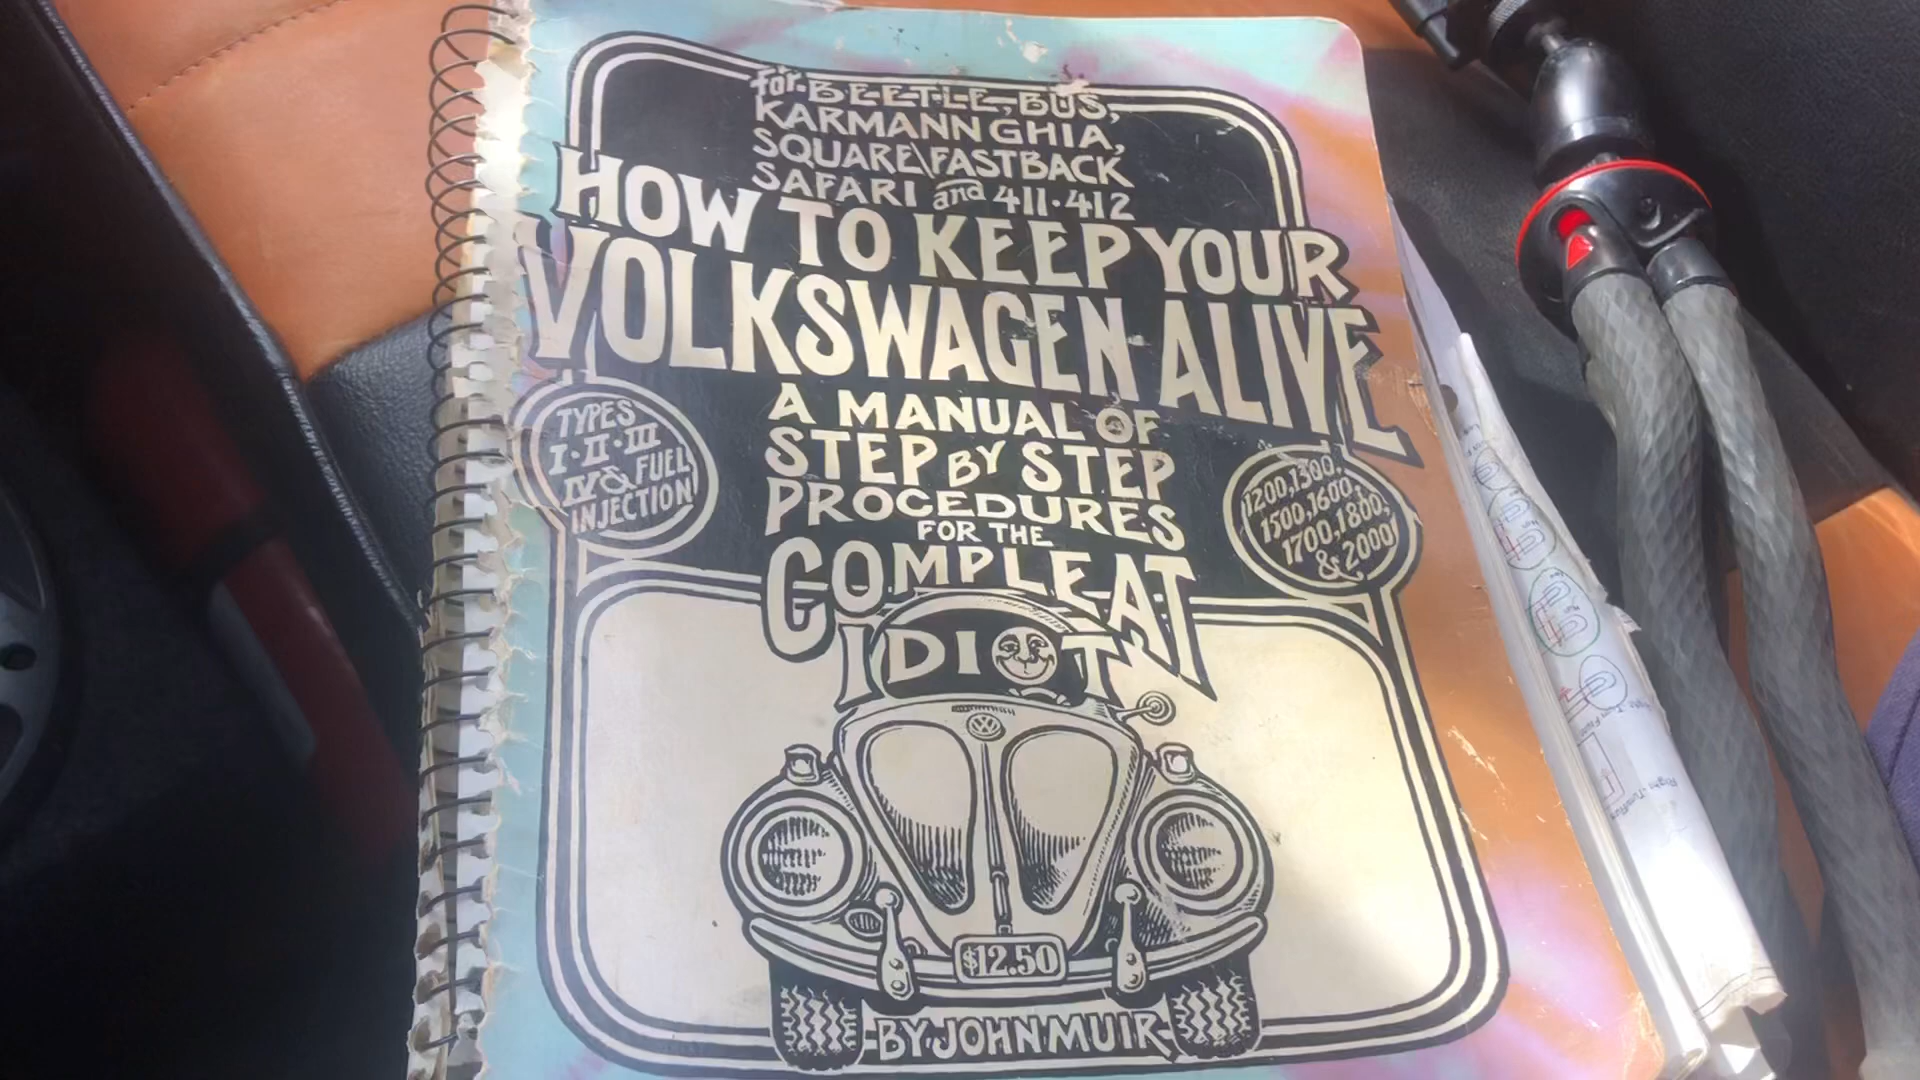 for BEETLE, BUS,
KARMANN GHIA,
SQUARE\FASTBACK
SAFARI and 411·412
HOW TO KEEP YOUR
VOLKSWAGEN ALIVE
A MANUAL OF
STEP BY STEP
PROCEDURES
FOR THE
COMPLEAT
IDIOT
TYPES
I·II·III
IV & FUEL
INJECTION
1200, 1300,
1500, 1600,
1700, 1800,
& 2000
$12.50
BY JOHN MUIR